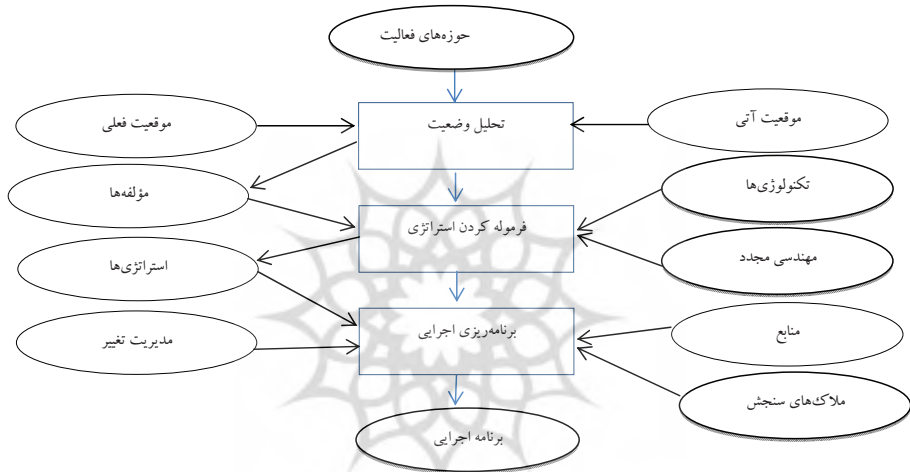 حوزه‌های فعالیت
موقعیت آتی
تحلیل وضعیت
موقعیت فعلی
تکنولوژی‌ها
مؤلفه‌ها
فرموله کردن استراتژی
مهندسی مجدد
استراتژی‌ها
منابع
برنامه‌ریزی اجرایی
مدیریت تغییر
ملاک‌های سنجش
برنامه اجرایی